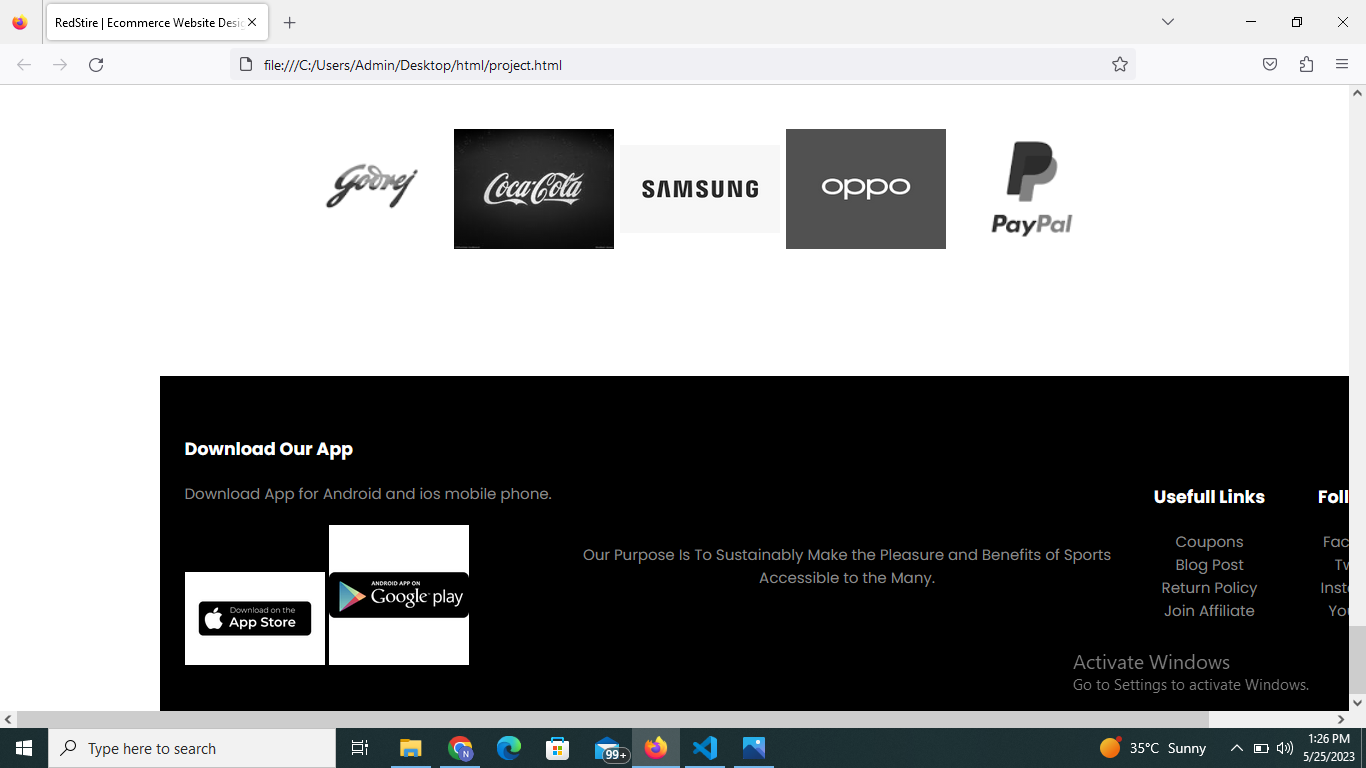 RedStire | Ecommerce Website Desig
file:///C:/Users/Admin/Desktop/html/project.html
Godrej
Coca-Cola
SAMSUNG
oppo
PayPal
Download Our App
Download App for Android and ios mobile phone.
Download on the
App Store
ANDROID APP ON
Google play
Our Purpose Is To Sustainably Make the Pleasure and Benefits of Sports
Accessible to the Many.
Usefull Links
Coupons
Blog Post
Return Policy
Join Affiliate
Foll
Fac
Tw
Inst
You
Activate Windows
Go to Settings to activate Windows.
Type here to search
N
99+
35°C Sunny
1:26 PM
5/25/2023